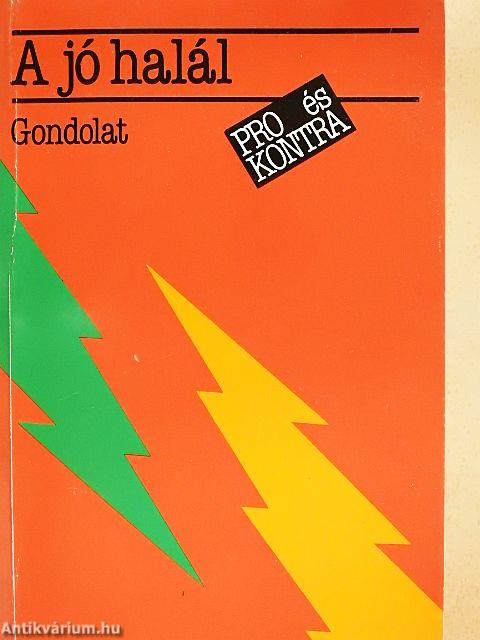 A jó halál
Gondolat
PRO és
KONTRA
Antikvárium.hu